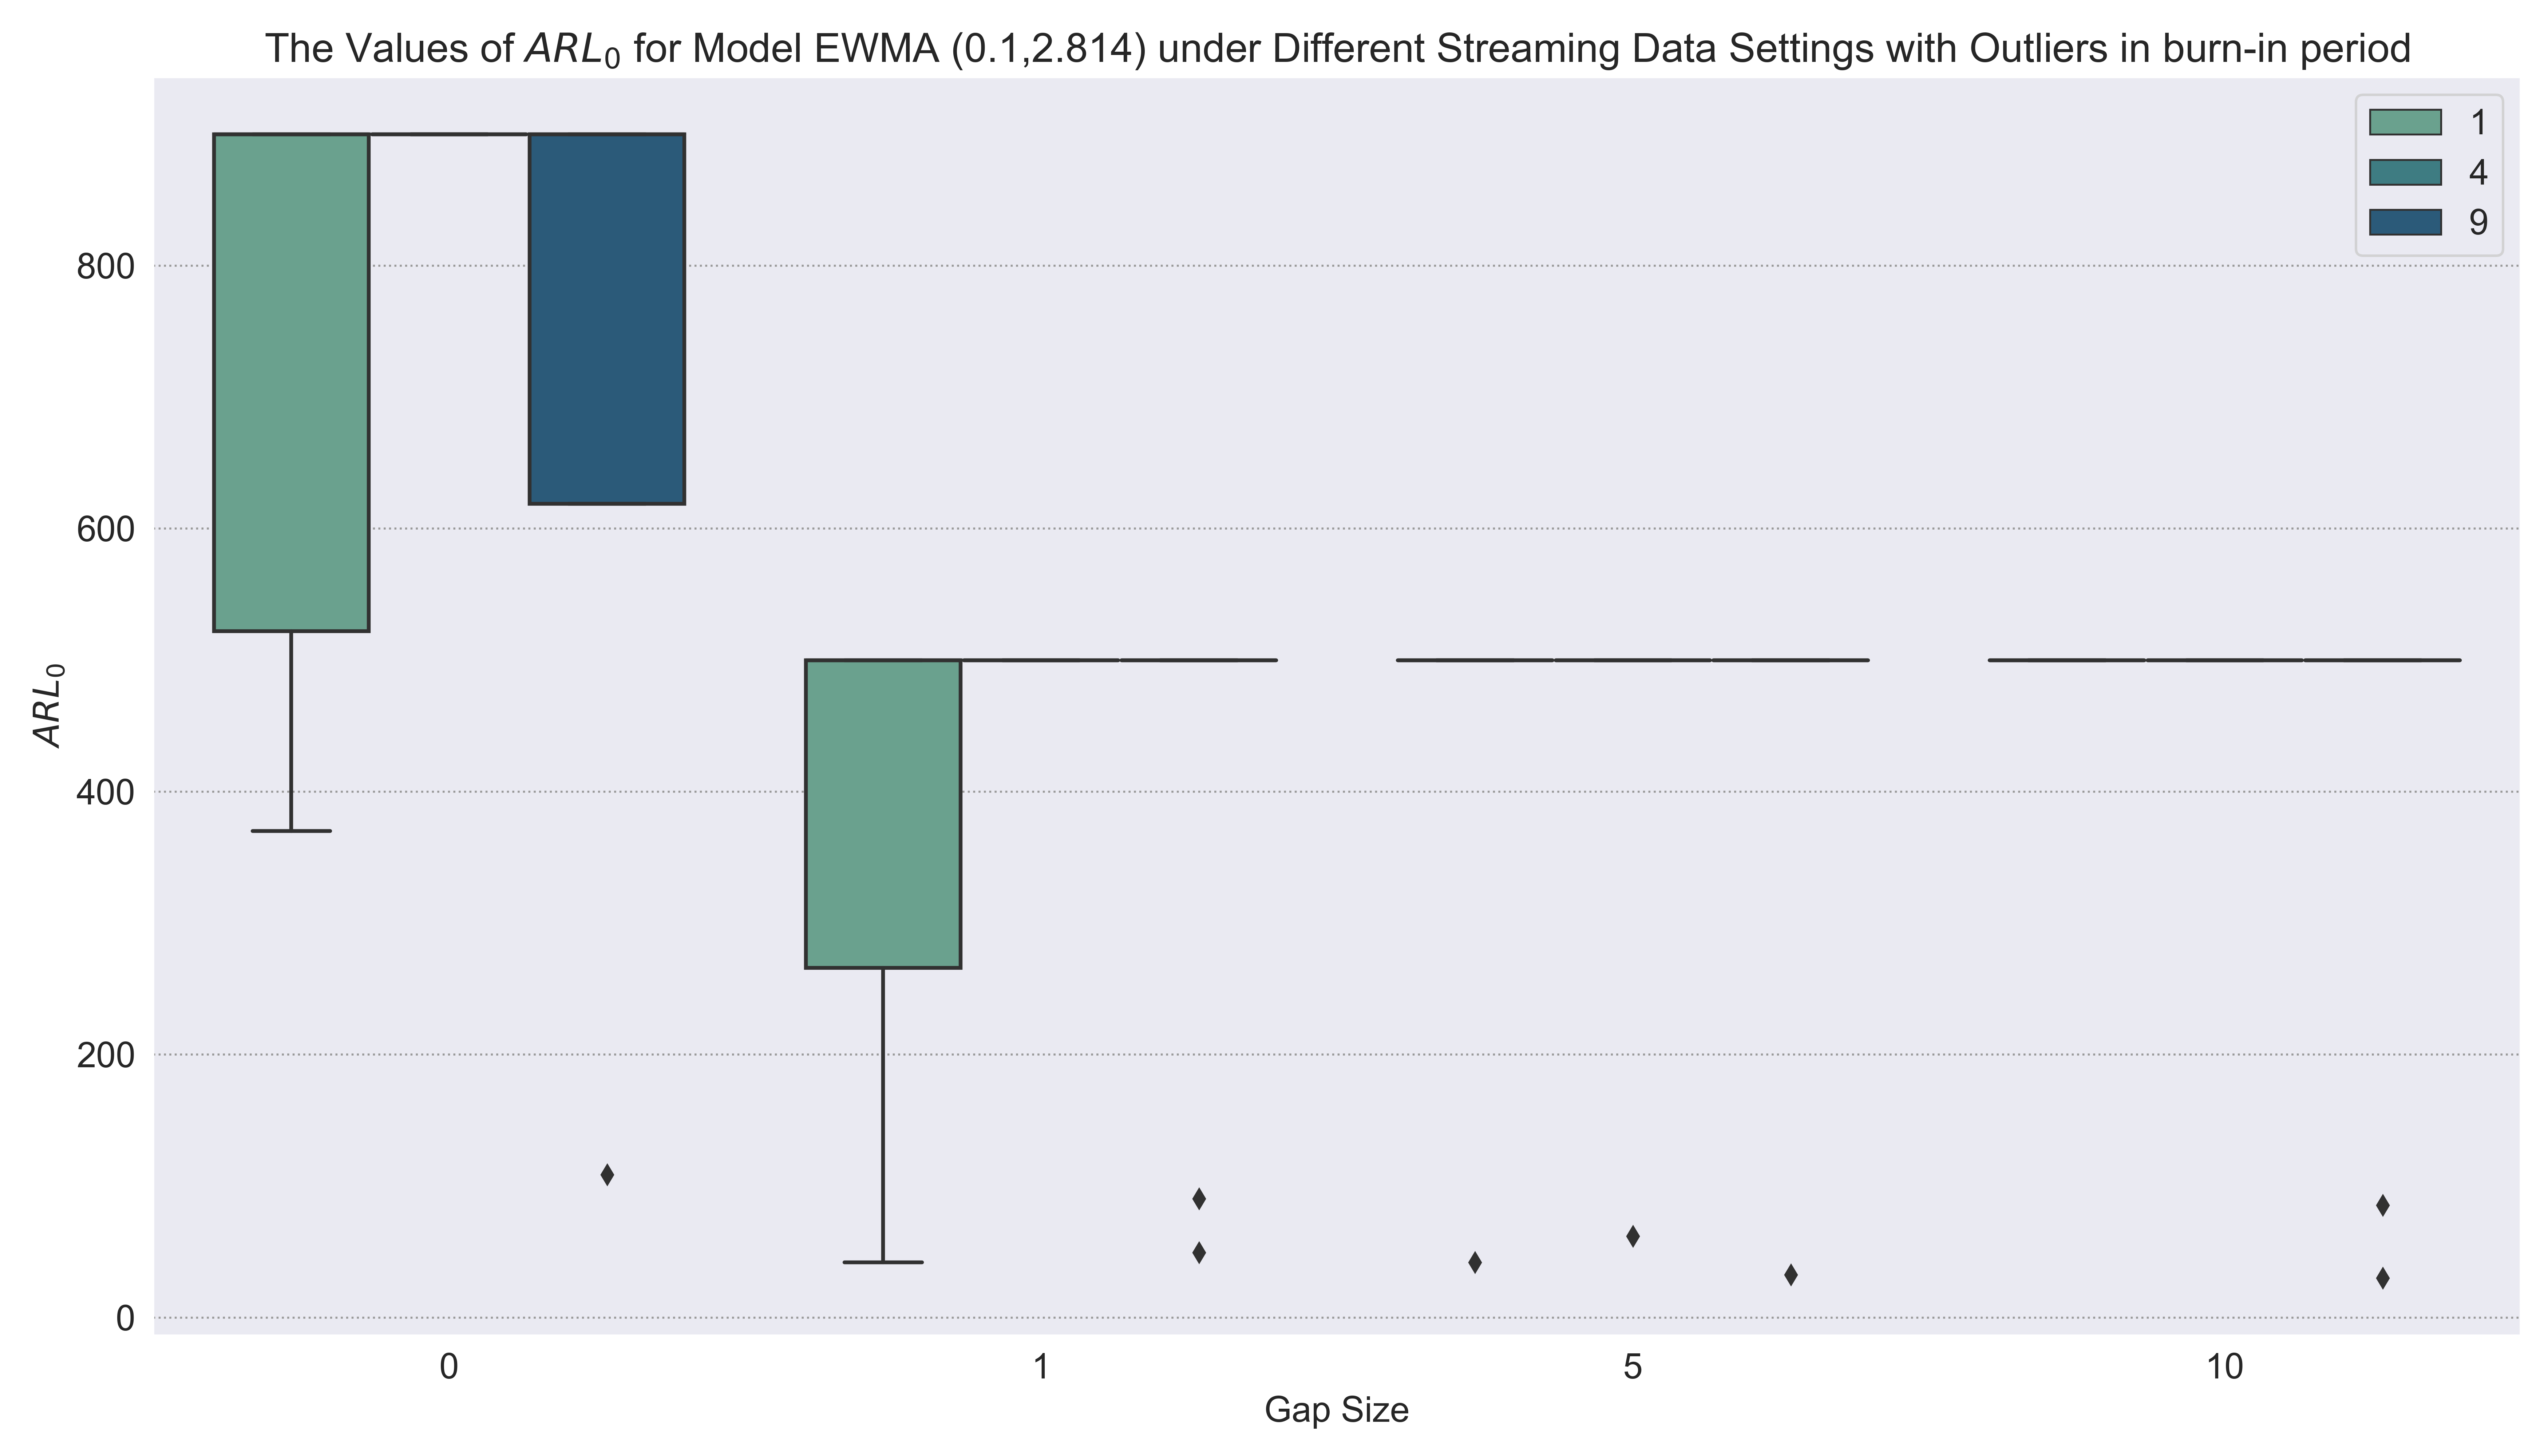 The Values of ARL₀ for Model EWMA (0.1,2.814) under Different Streaming Data Settings with Outliers in burn-in period
1
4
9
800
600
400
200
0
ARL₀
0 1 5 10
Gap Size